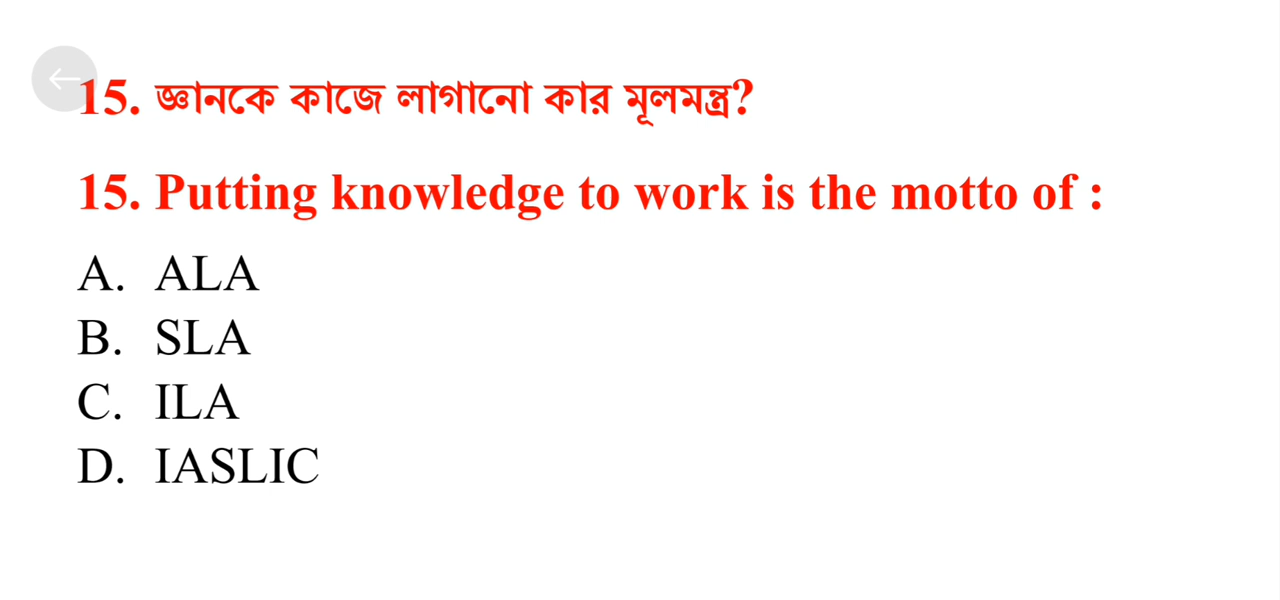 15. জ্ঞানকে কাজে লাগানো কার মূলমন্ত্র?
15. Putting knowledge to work is the motto of :
A. ALA
B. SLA
C. ILA
D. IASLIC